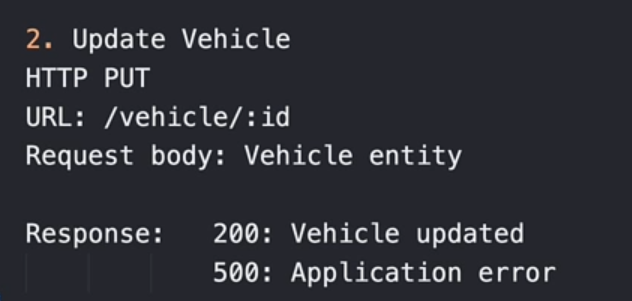 2. Update Vehicle
HTTP PUT
URL: /vehicle/:id
Request body: Vehicle entity
Response: 200: Vehicle updated
500: Application error